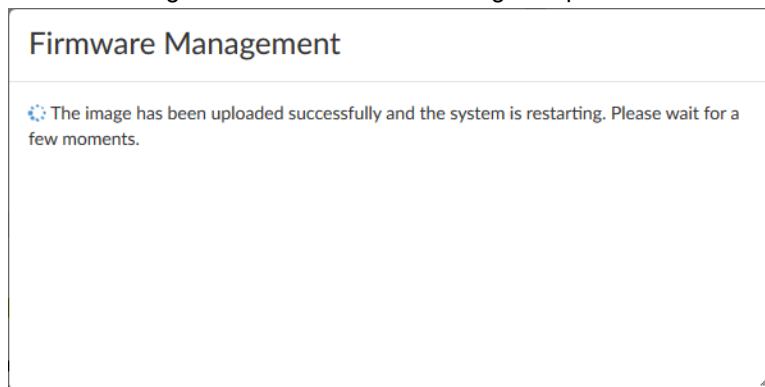 Firmware Management
The image has been uploaded successfully and the system is restarting. Please wait for a
few moments.